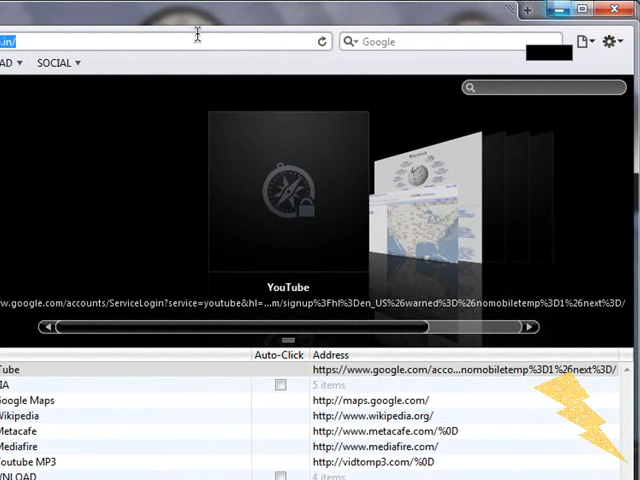 .in/
Google
AD
SOCIAL
YouTube
www.google.com/accounts/ServiceLogin?service=youtube&hl=...m/signup%3Fhl%3Den_US%26warned%3D%26nomobiletemp%3D1%26next%3D/
Auto-Click Address
Tube https://www.google.com/acco...nomobiletemp%3D1%26next%3D/
IA 5 items
Google Maps http://maps.google.com/
Wikipedia http://www.wikipedia.org/
Metacafe http://www.metacafe.com/%0D
Mediafire http://www.mediafire.com/
Youtube MP3 http://vidtomp3.com/%0D
WNLOAD 4 items